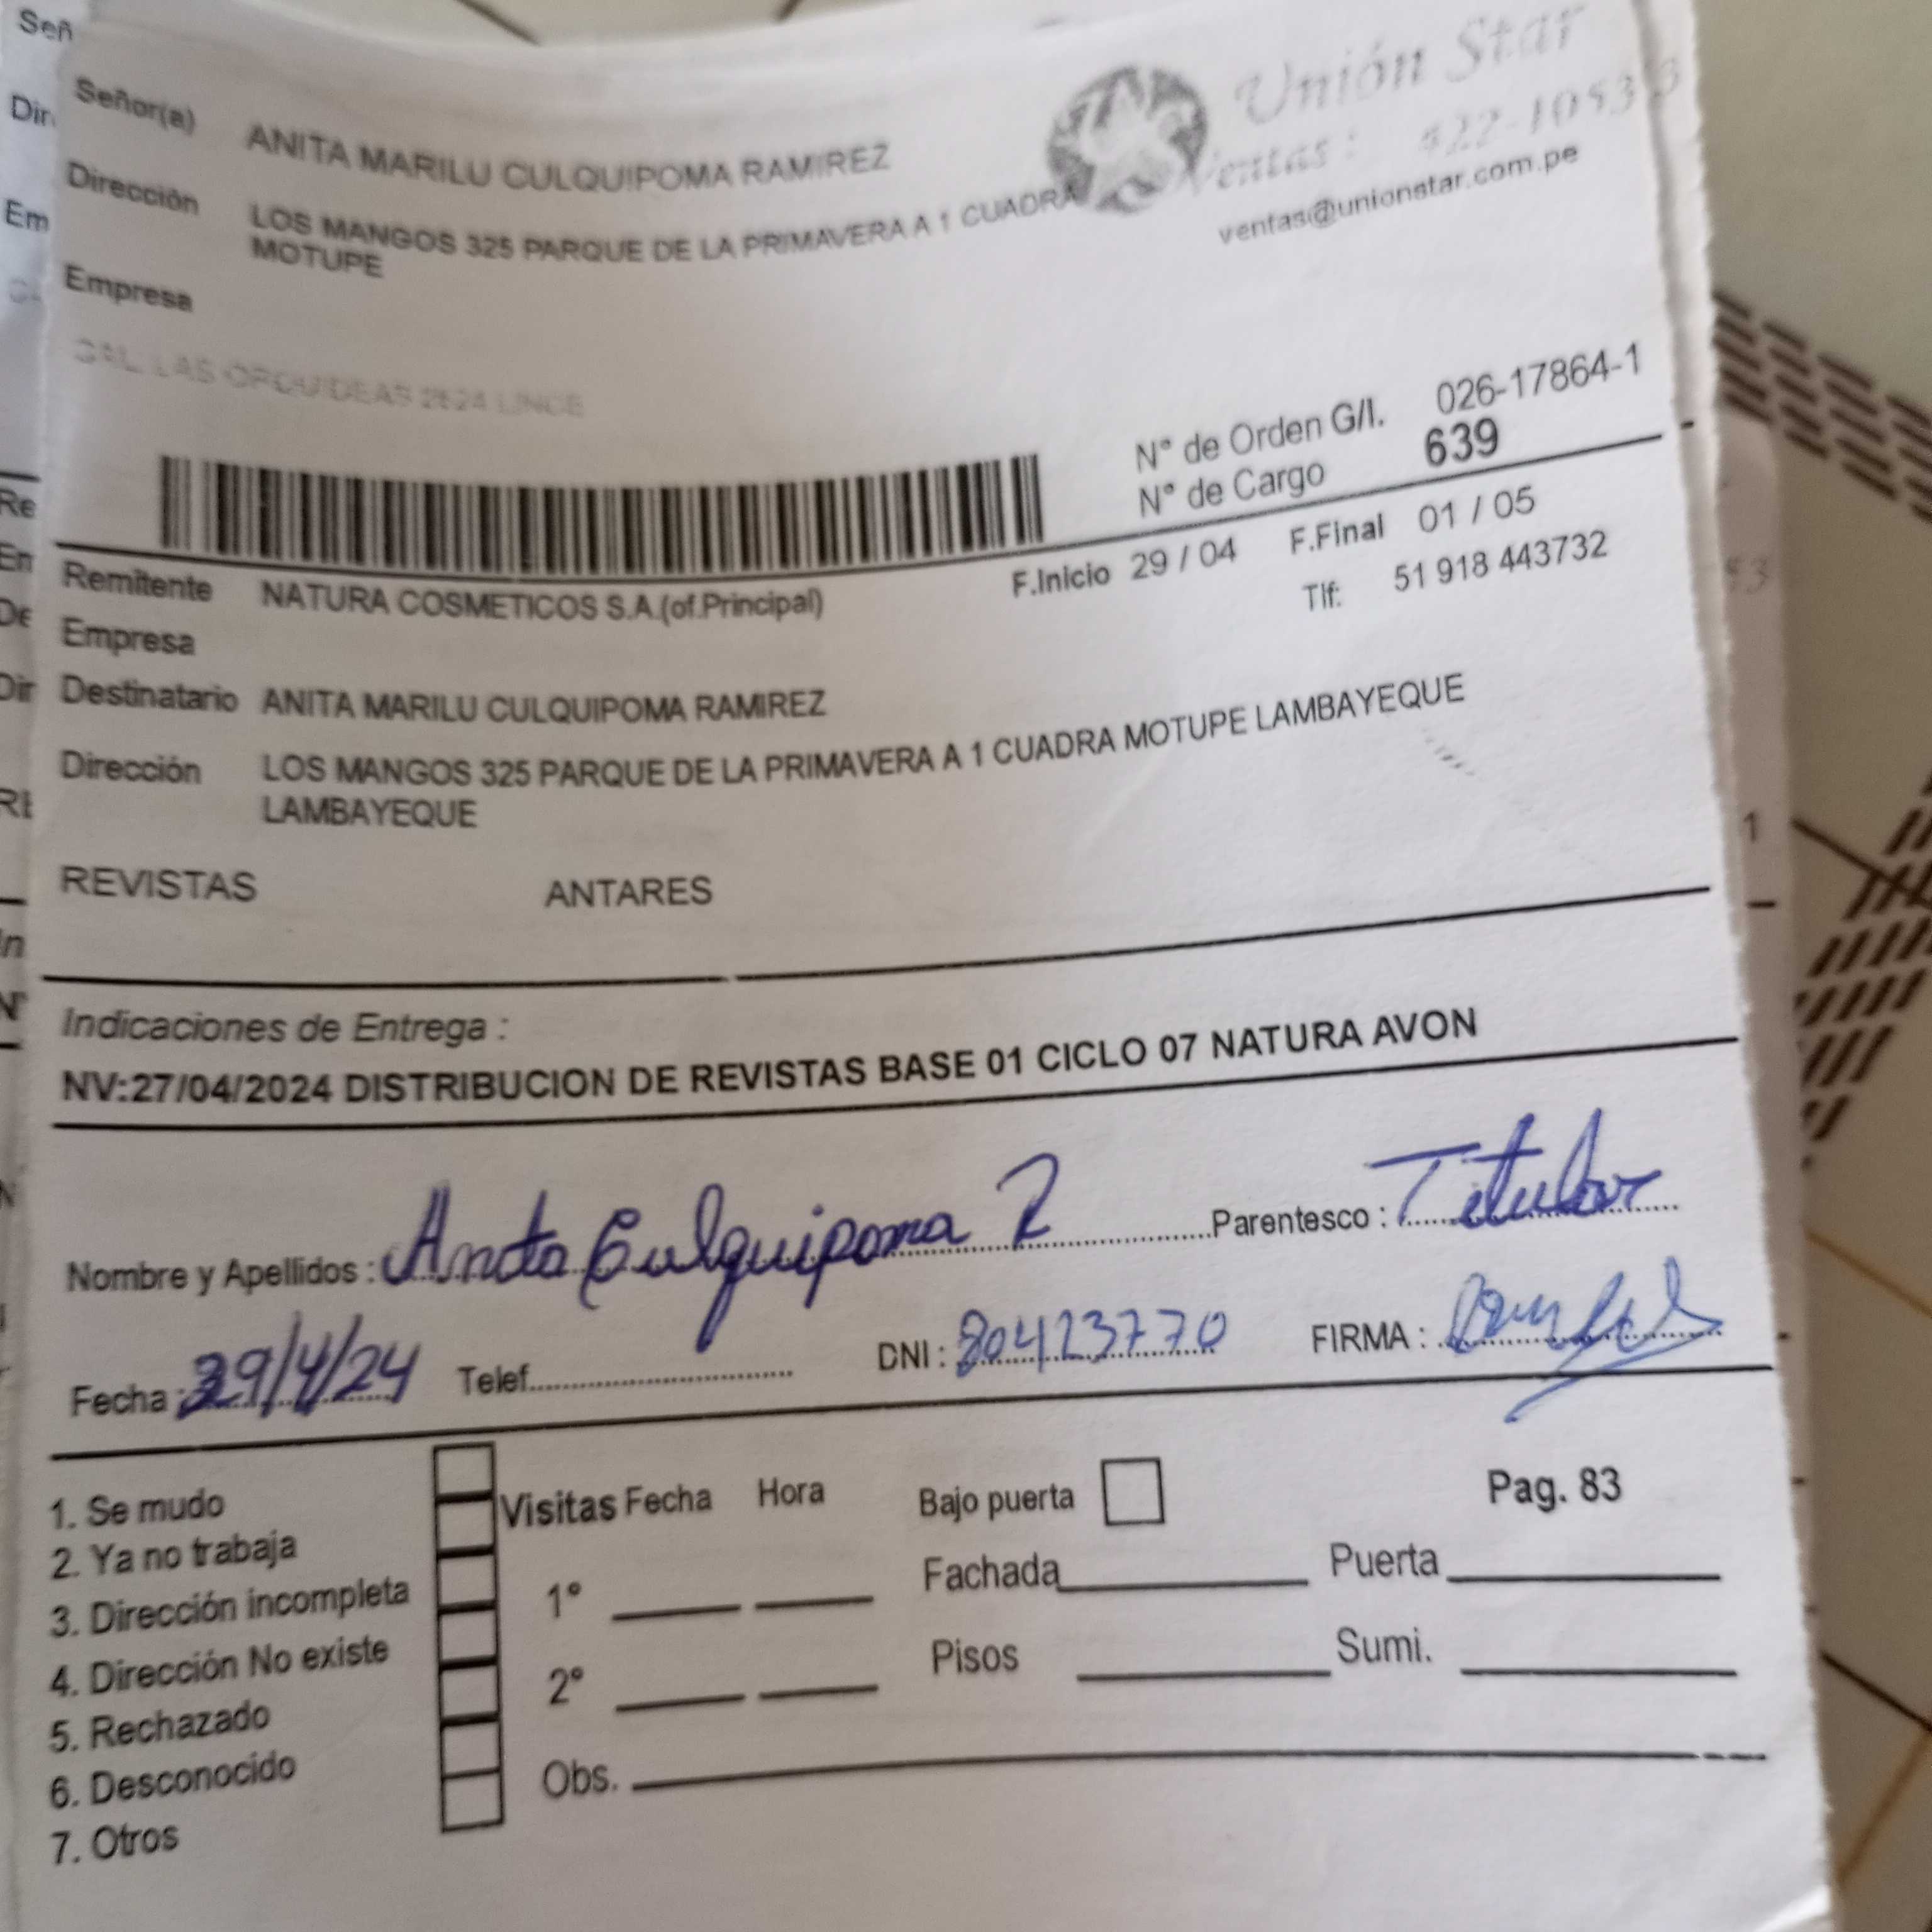 Señ
Señor(a) ANITA MARILU CULQUIPOMA RAMIREZ
Unión Star
Ventas : 422-1053
ventas@unionstar.com.pe
Dirección LOS MANGOS 325 PARQUE DE LA PRIMAVERA A 1 CUADRA
MOTUPE
Empresa
CAL. LAS ORQUIDEAS 2624 LINCE
N° de Orden G/I. 026-17864-1
N° de Cargo 639
F.Inicio 29 / 04 F.Final 01 / 05
Remitente NATURA COSMETICOS S.A.(of.Principal) Tlf: 51 918 443732
Empresa
Destinatario ANITA MARILU CULQUIPOMA RAMIREZ
Dirección LOS MANGOS 325 PARQUE DE LA PRIMAVERA A 1 CUADRA MOTUPE LAMBAYEQUE
LAMBAYEQUE
REVISTAS ANTARES
Indicaciones de Entrega :
NV:27/04/2024 DISTRIBUCION DE REVISTAS BASE 01 CICLO 07 NATURA AVON
Nombre y Apellidos : Anita Culquipoma R Parentesco : Titular
Fecha : 29/4/24 Telef. DNI : 80423770 FIRMA :
1. Se mudo
2. Ya no trabaja
3. Dirección incompleta
4. Dirección No existe
5. Rechazado
6. Desconocido
7. Otros
Visitas Fecha Hora
1°
2°
Obs.
Bajo puerta Pag. 83
Fachada Puerta
Pisos Sumi.